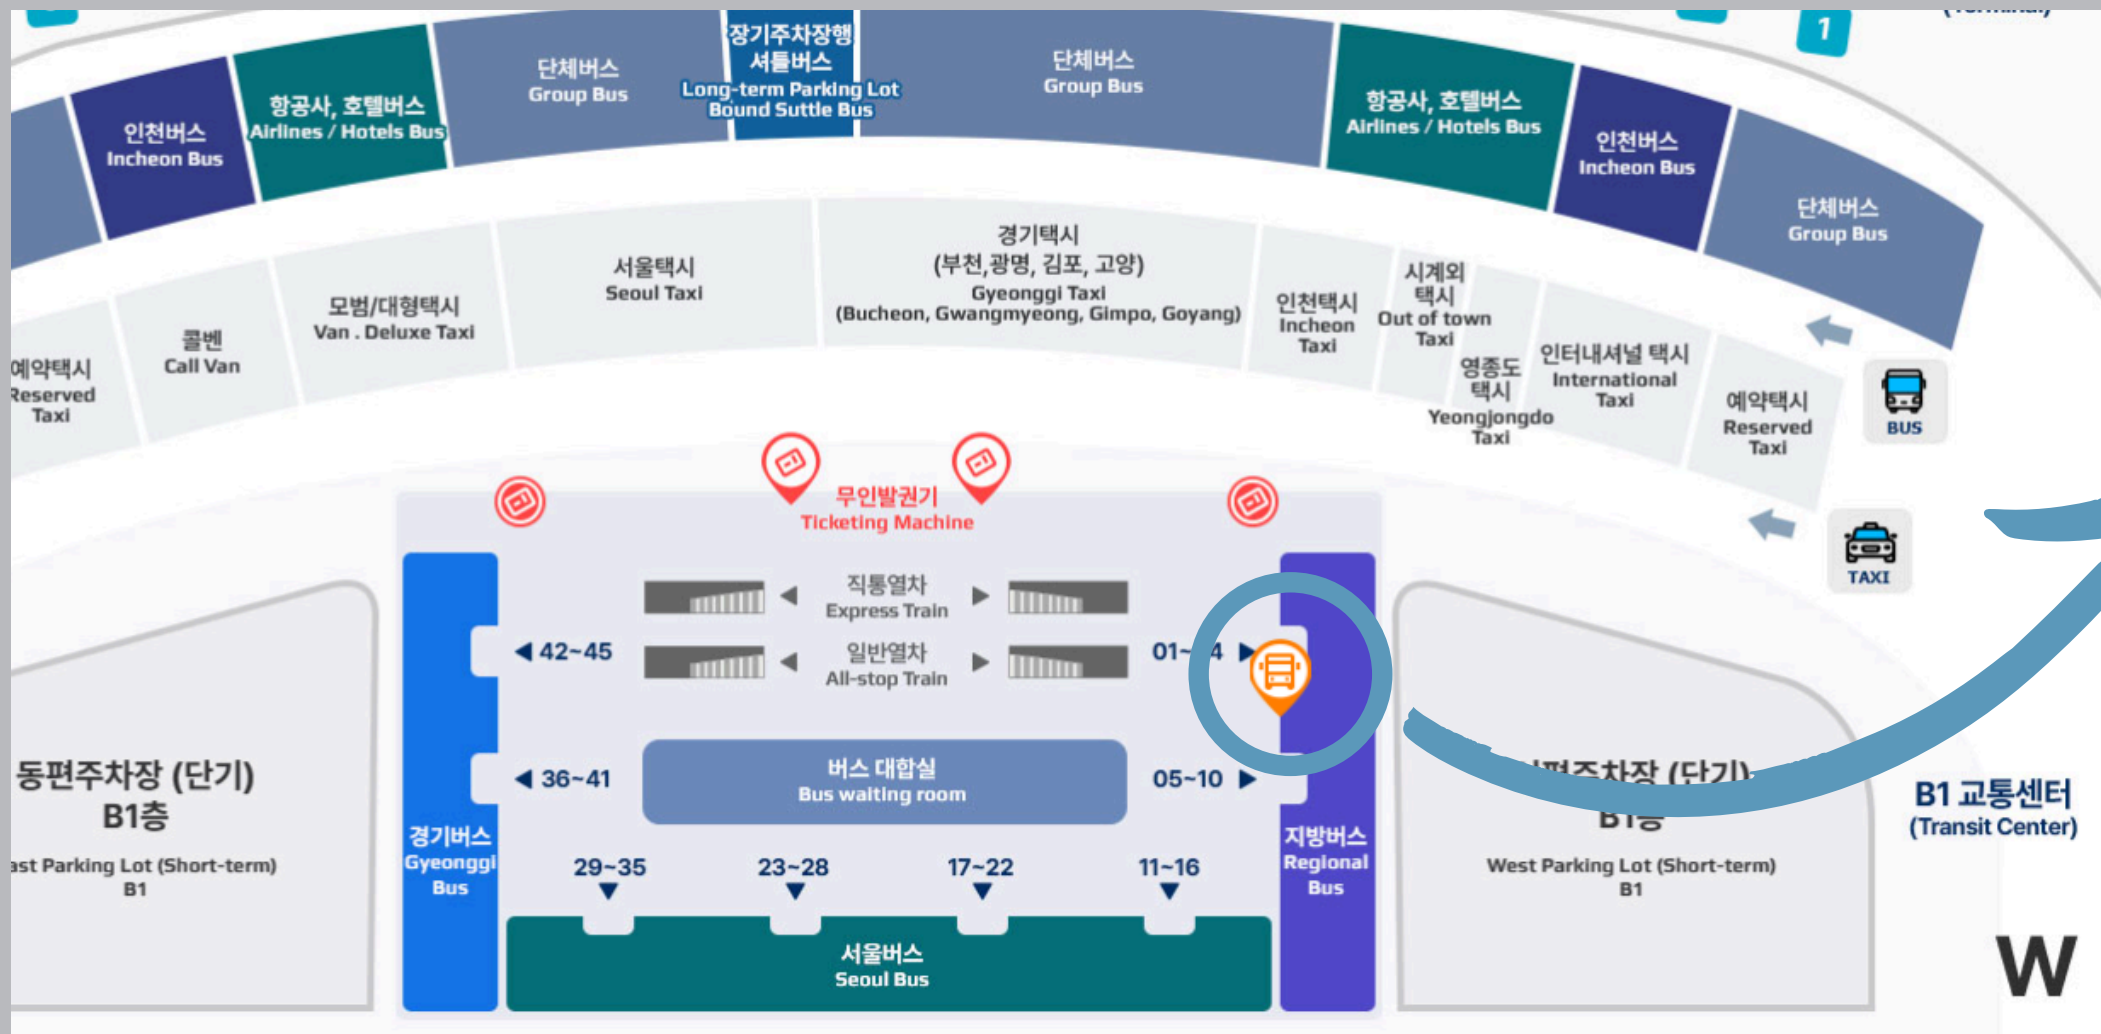 1
장기주차장행
셔틀버스
Long-term Parking Lot
Bound Suttle Bus
단체버스
Group Bus
단체버스
Group Bus
항공사, 호텔버스
Airlines / Hotels Bus
항공사, 호텔버스
Airlines / Hotels Bus
인천버스
Incheon Bus
인천버스
Incheon Bus
단체버스
Group Bus
경기택시
(부천,광명, 김포, 고양)
Gyeonggi Taxi
(Bucheon, Gwangmyeong, Gimpo, Goyang)
서울택시
Seoul Taxi
모범/대형택시
Van . Deluxe Taxi
콜벤
Call Van
예약택시
Reserved
Taxi
인천택시
Incheon
Taxi
시계외
택시
Out of town
Taxi
영종도
택시
Yeongjongdo
Taxi
인터내셔널 택시
International
Taxi
예약택시
Reserved
Taxi
BUS
TAXI
무인발권기
Ticketing Machine
직통열차
Express Train
일반열차
All-stop Train
42~45
01~ 4
36~41
05~10
버스 대합실
Bus waiting room
29~35
23~28
17~22
11~16
경기버스
Gyeonggi
Bus
지방버스
Regional
Bus
서울버스
Seoul Bus
동편주차장 (단기)
B1층
Parking Lot (Short-term)
B1
(단기)
B1층
West Parking Lot (Short-term)
B1
B1 교통센터
(Transit Center)
W